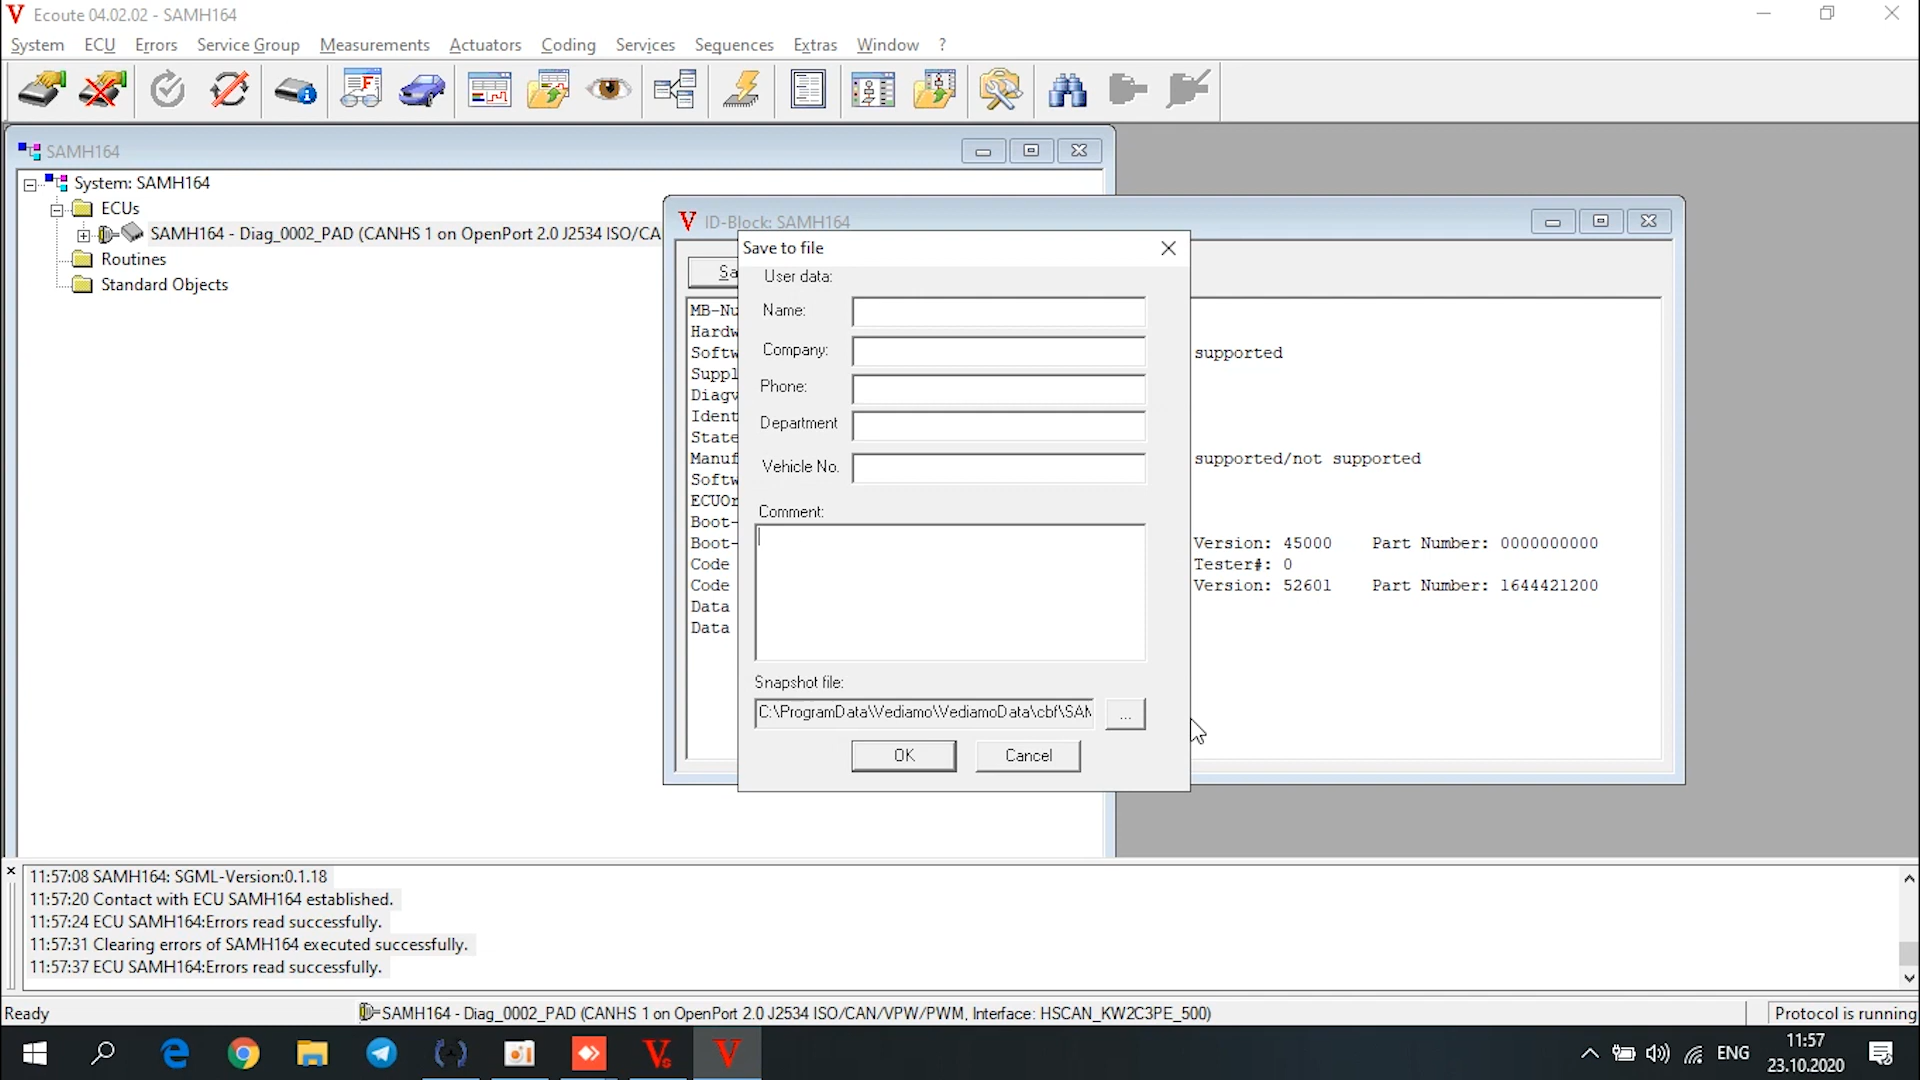 Ecoute 04.02.02 - SAMH164
System ECU Errors Service Group Measurements Actuators Coding Services Sequences Extras Window ?
SAMH164
System: SAMH164
ECUs
SAMH164 - Diag_0002_PAD (CANHS 1 on OpenPort 2.0 J2534 ISO/CA
Routines
Standard Objects
ID-Block: SAMH164
Sa
MB-Nu
Hardw
Softw
supported
Suppl
Diagv
Ident
State
Manuf
supported/not supported
Softw
ECUOr
Boot-
Boot-
Version: 45000 Part Number: 0000000000
Code
Tester#: 0
Code
Version: 52601 Part Number: 1644421200
Data
Data
Save to file
User data:
Name:
Company:
Phone:
Department
Vehicle No.
Comment:
Snapshot file:
C:\ProgramData\Vediamo\VediamoData\cbf\SAM
...
OK Cancel
11:57:08 SAMH164: SGML-Version:0.1.18
11:57:20 Contact with ECU SAMH164 established.
11:57:24 ECU SAMH164:Errors read successfully.
11:57:31 Clearing errors of SAMH164 executed successfully.
11:57:37 ECU SAMH164:Errors read successfully.
Ready
SAMH164 - Diag_0002_PAD (CANHS 1 on OpenPort 2.0 J2534 ISO/CAN/VPW/PWM, Interface: HSCAN_KW2C3PE_500)
Protocol is running
ENG
11:57
23.10.2020